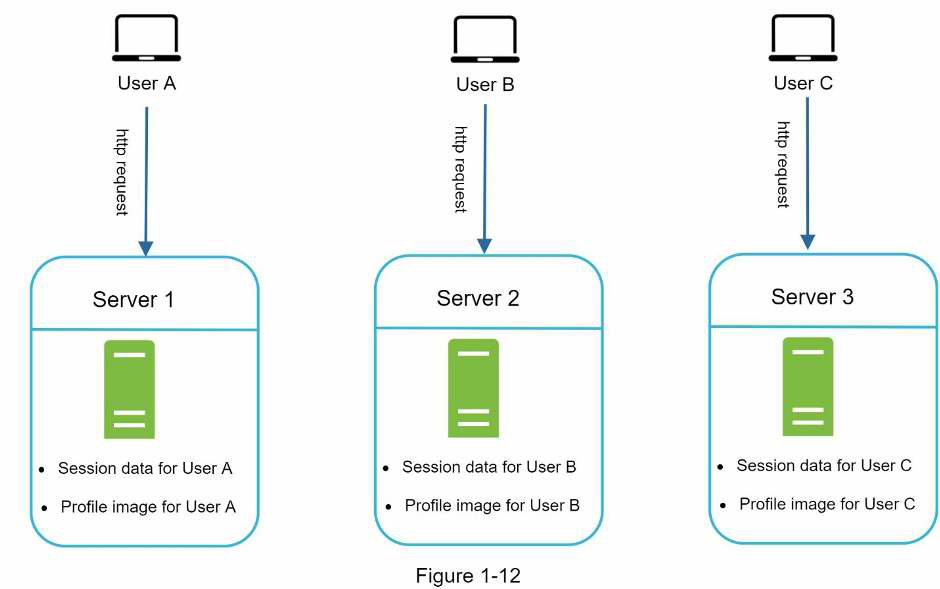 User A
User B
User C
http request
http request
http request
Server 1
Server 2
Server 3
• Session data for User A
• Profile image for User A
• Session data for User B
• Profile image for User B
• Session data for User C
• Profile image for User C
Figure 1-12